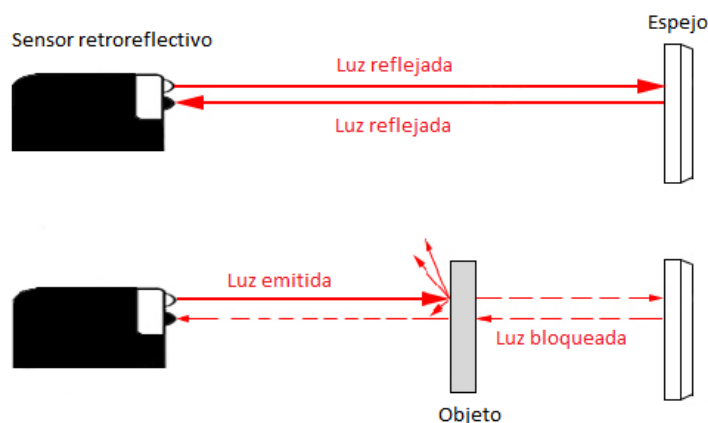 Espejo
Sensor retroreflectivo
Luz reflejada
Luz reflejada
Luz emitida
Luz bloqueada
Objeto